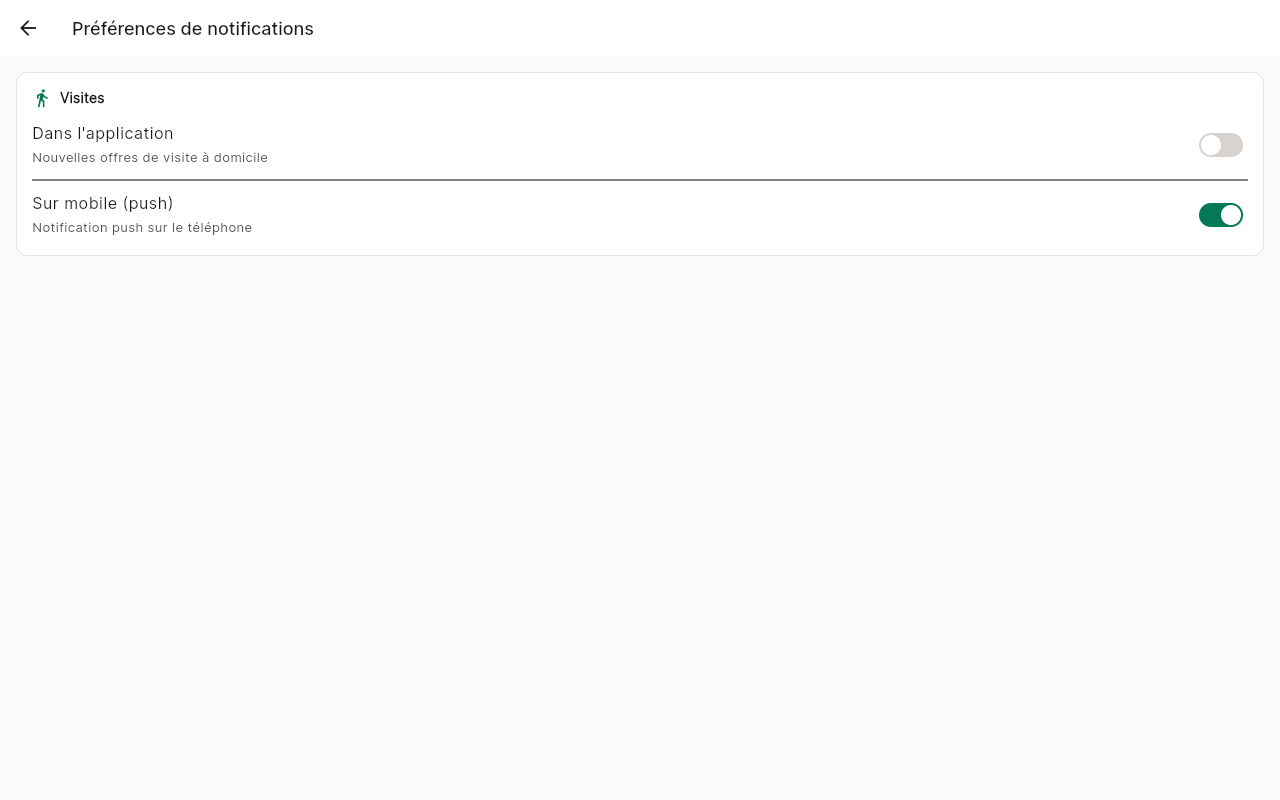 Préférences de notifications
Visites
Dans l'application
Nouvelles offres de visite à domicile
Sur mobile (push)
Notification push sur le téléphone